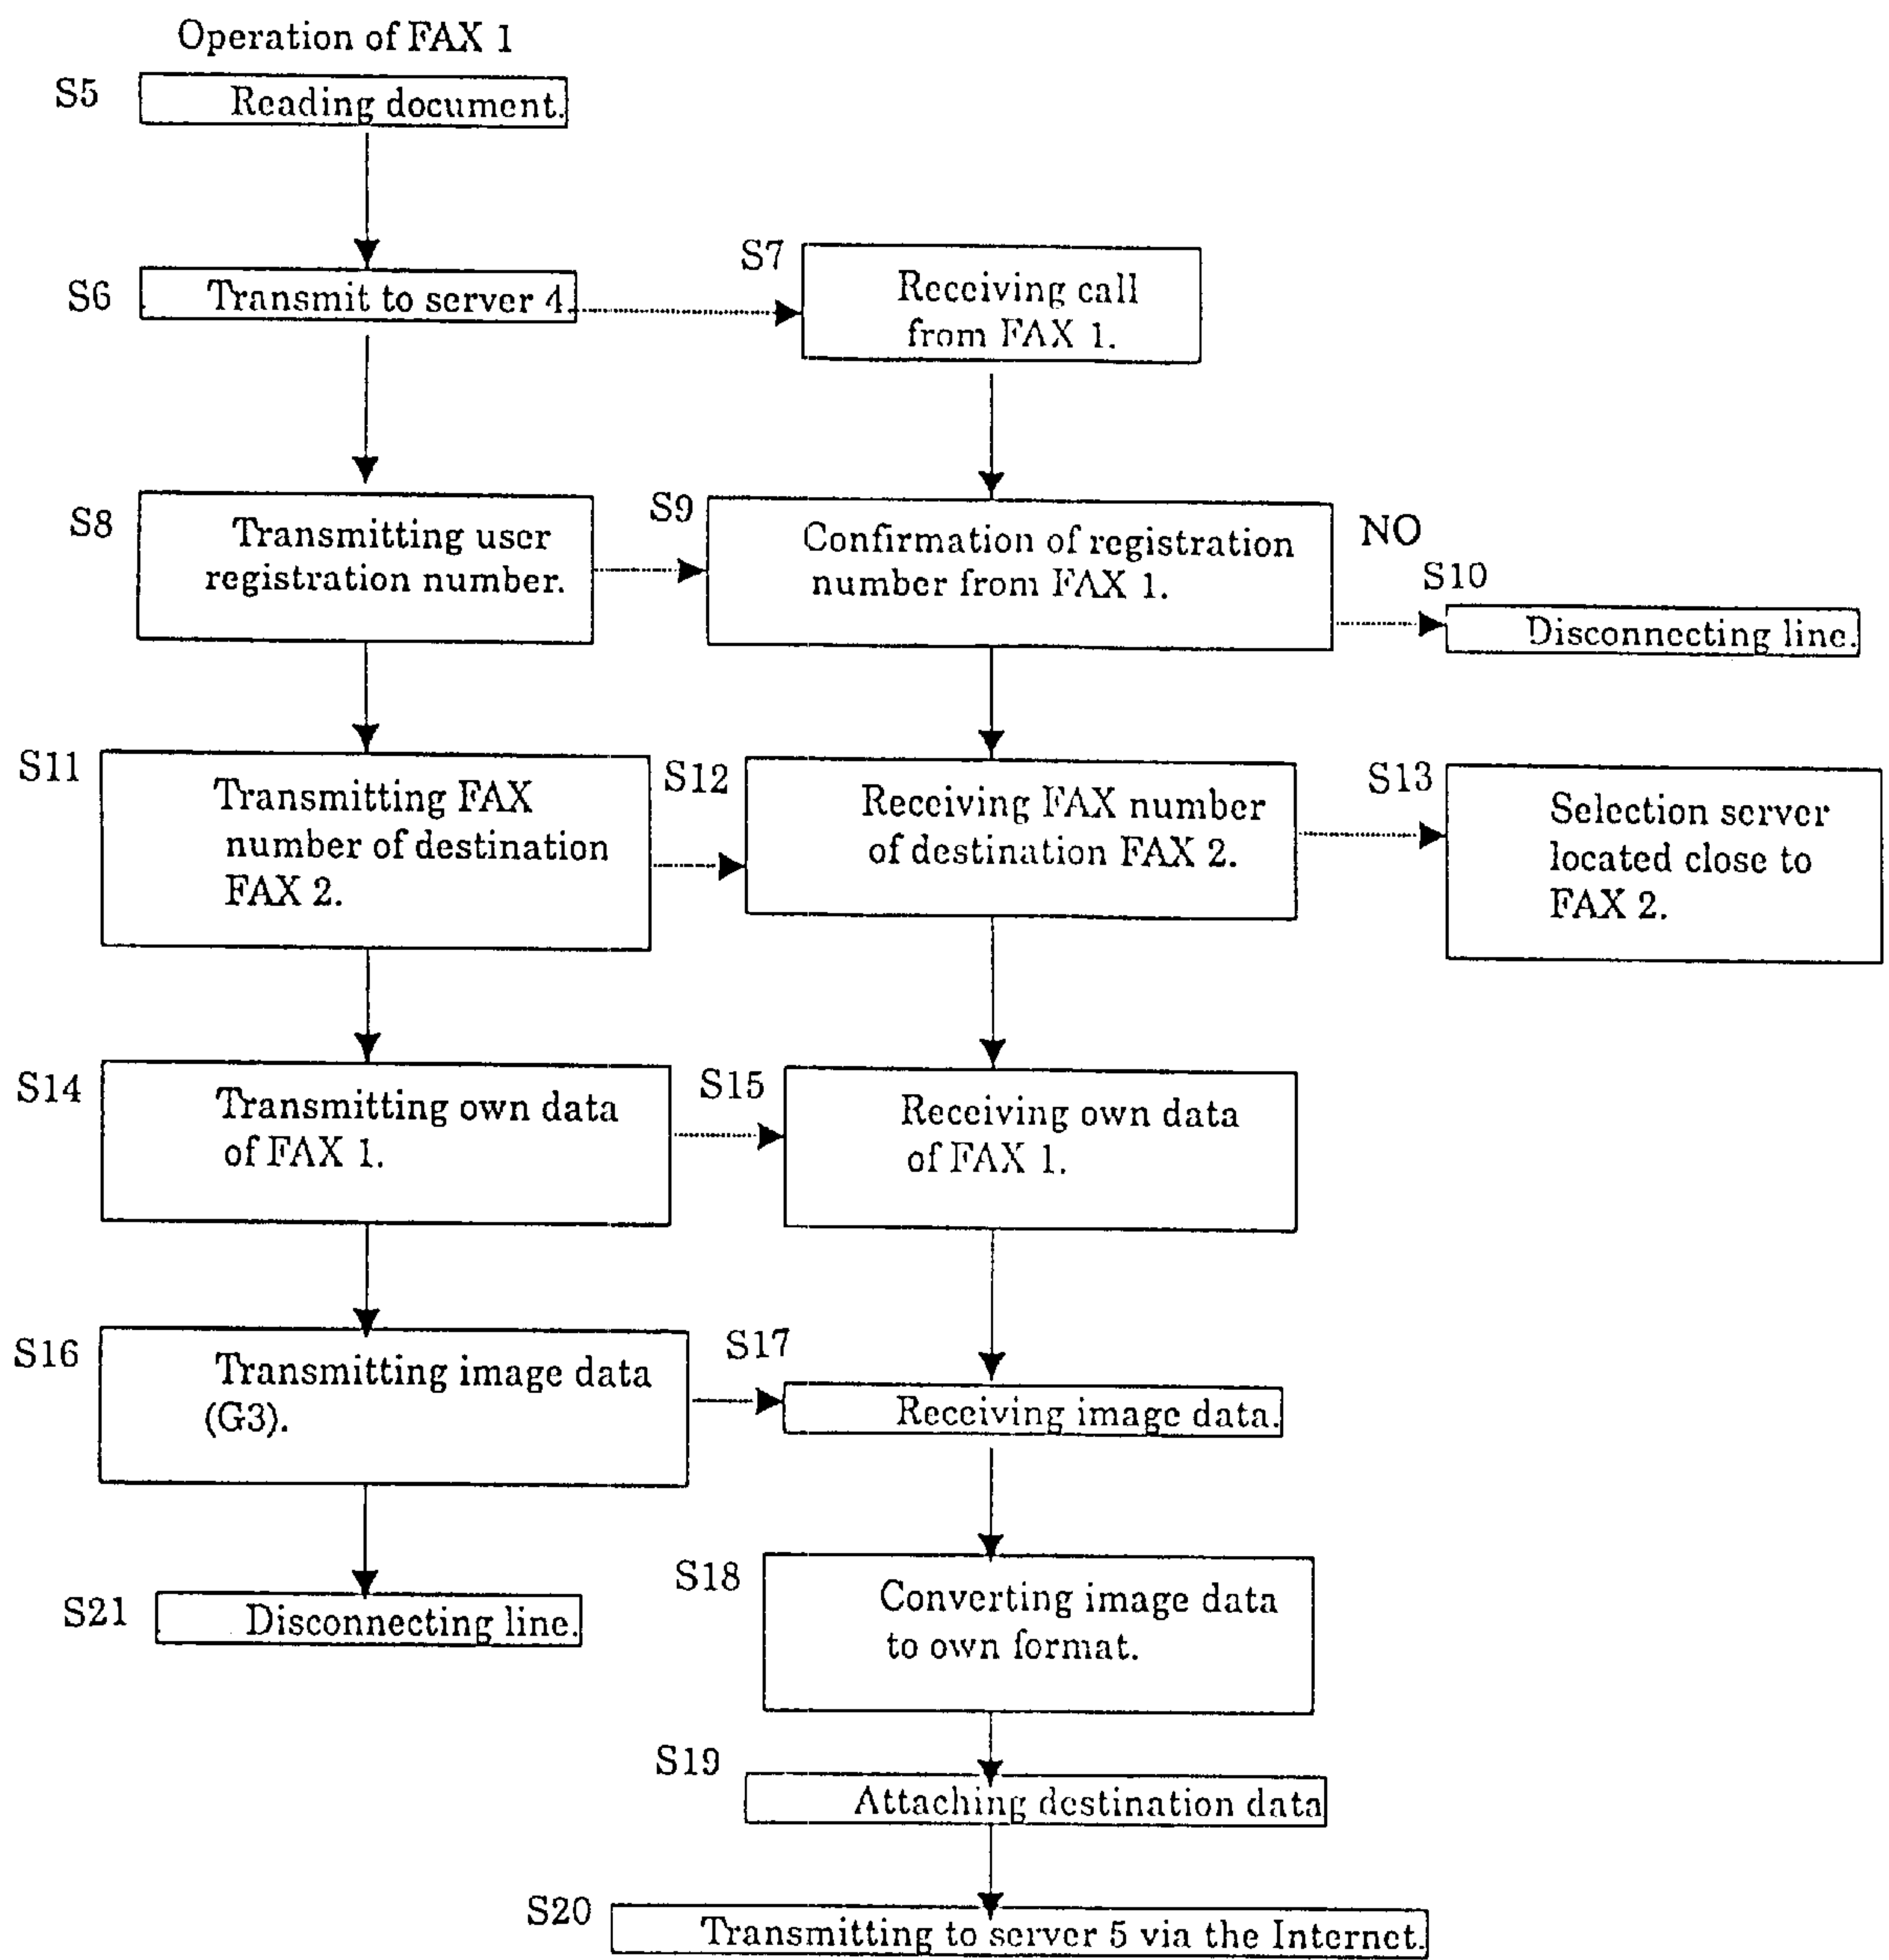 Operation of FAX 1
S5
Reading document.
S6
Transmit to server 4.
S7
Receiving call
from FAX 1.
S8
Transmitting user
registration number.
S9
Confirmation of registration
number from FAX 1.
NO
S10
Disconnecting line.
S11
Transmitting FAX
number of destination
FAX 2.
S12
Receiving FAX number
of destination FAX 2.
S13
Selection server
located close to
FAX 2.
S14
Transmitting own data
of FAX 1.
S15
Receiving own data
of FAX 1.
S16
Transmitting image data
(G3).
S17
Receiving image data.
S18
Converting image data
to own format.
S21
Disconnecting line.
S19
Attaching destination data
S20
Transmitting to server 5 via the Internet.